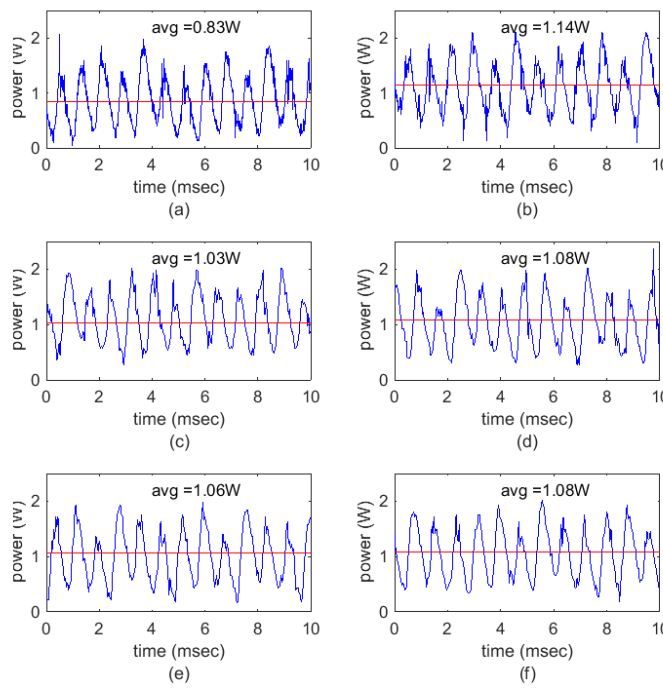 avg =0.83W
power (W)
2
1
0
0 2 4 6 8 10
time (msec)
(a)
avg =1.14W
power (W)
2
1
0
0 2 4 6 8 10
time (msec)
(b)
avg =1.03W
power (W)
2
1
0
0 2 4 6 8 10
time (msec)
(c)
avg =1.08W
power (W)
2
1
0
0 2 4 6 8 10
time (msec)
(d)
avg =1.06W
power (W)
2
1
0
0 2 4 6 8 10
time (msec)
(e)
avg =1.08W
power (W)
2
1
0
0 2 4 6 8 10
time (msec)
(f)